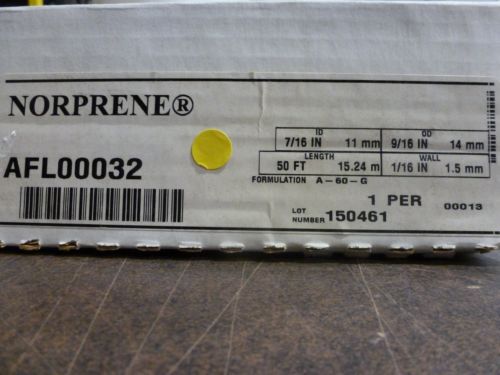 NORPRENE®
AFL00032
ID OD
7/16 IN 11 mm 9/16 IN 14 mm
LENGTH WALL
50 FT 15.24 m 1/16 IN 1.5 mm
FORMULATION A-60-G
1 PER 00013
LOT
NUMBER 150461